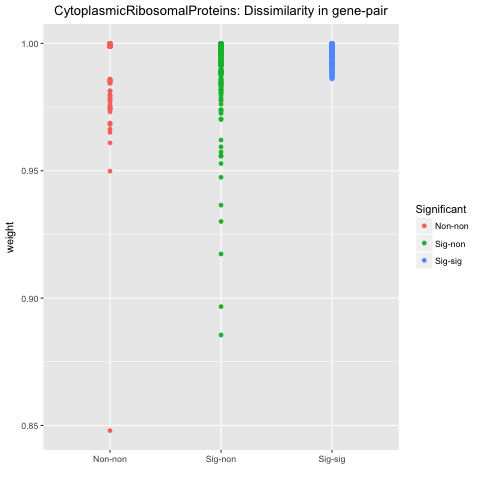 CytoplasmicRibosomalProteins: Dissimilarity in gene-pair
weight
1.00
0.95
0.90
0.85
Non-non
Sig-non
Sig-sig
Significant
Non-non
Sig-non
Sig-sig